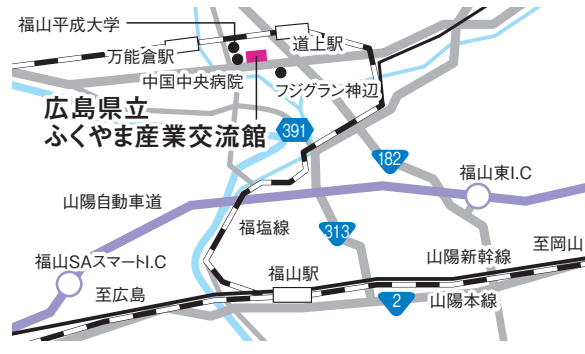 福山平成大学
万能倉駅
道上駅
中国中央病院
フジグラン神辺
広島県立
ふくやま産業交流館
391
182
福山東I.C
山陽自動車道
福塩線
313
福山SAスマートI.C
福山駅
山陽新幹線
至岡山
至広島
2
山陽本線